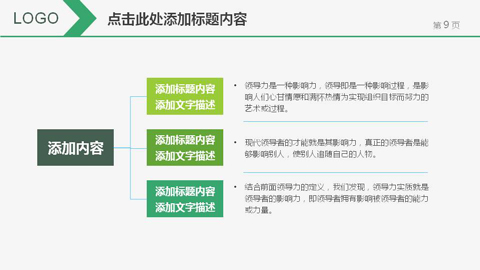 LOGO
点击此处添加标题内容
第 9 页
添加标题内容
添加文字描述
• 领导力是一种影响力，领导即是一种影响过程，是影
响人们心甘情愿和满怀热情为实现组织目标而努力的
艺术或过程。
添加内容
添加标题内容
添加文字描述
• 现代领导者的才能就是其影响力，真正的领导者是能
够影响别人，使别人追随自己的人物。
添加标题内容
添加文字描述
• 结合前面领导力的定义，我们发现，领导力实质就是
领导者的影响力，即领导者拥有影响被领导者的能力
或力量。